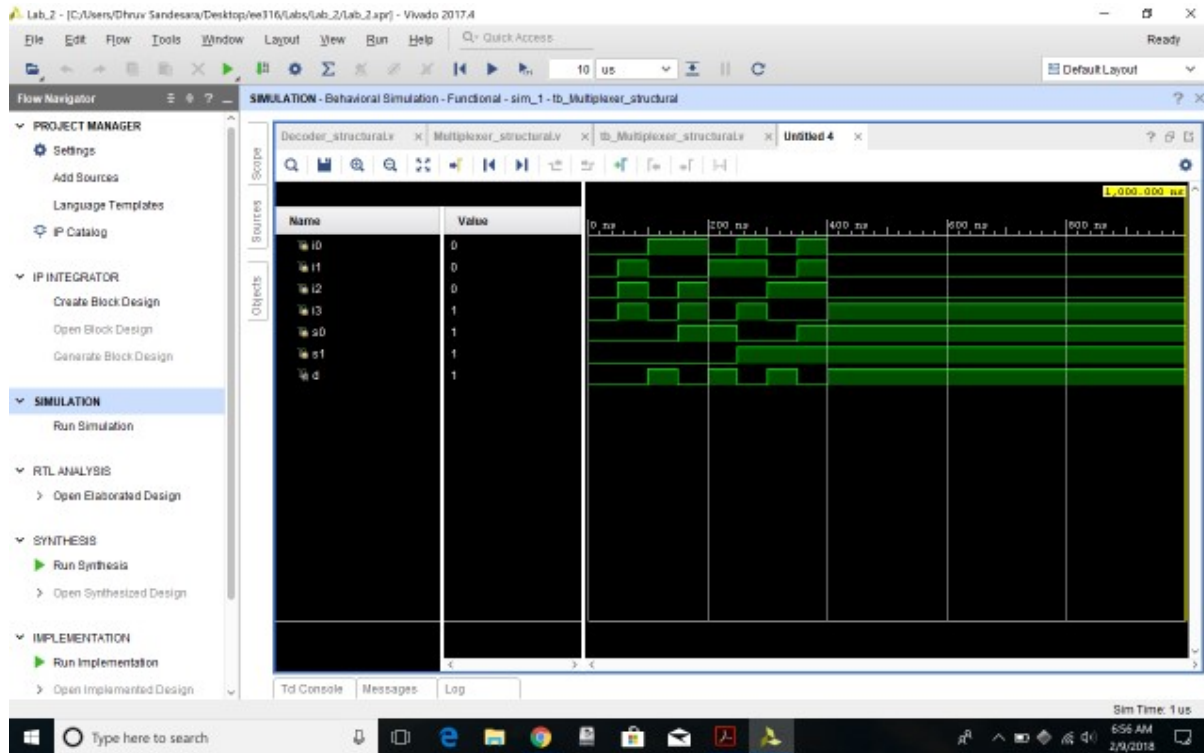 Lab_2 - [C:/Users/Dhruv Sandesara/Desktop/ee316/Labs/Lab_2/Lab_2.xpr] - Vivado 2017.4
File Edit Flow Tools Window Layout View Run Help Quick Access
Ready
10 us
Default Layout
Flow Navigator
SIMULATION - Behavioral Simulation - Functional - sim_1 - tb_Multiplexer_structural
PROJECT MANAGER
Settings
Add Sources
Language Templates
IP Catalog
IP INTEGRATOR
Create Block Design
Open Block Design
Generate Block Design
SIMULATION
Run Simulation
RTL ANALYSIS
Open Elaborated Design
SYNTHESIS
Run Synthesis
Open Synthesized Design
IMPLEMENTATION
Run Implementation
Open Implemented Design
Scope
Sources
Objects
Decoder_structural.v Multiplexer_structural.v tb_Multiplexer_structural.v Untitled 4
1,000.000 ns
Name Value
0 ns 200 ns 400 ns 600 ns 800 ns
i0 0
i1 0
i2 0
i3 1
s0 1
s1 1
d 1
Tcl Console Messages Log
Sim Time: 1 us
Type here to search
6:56 AM
2/9/2018